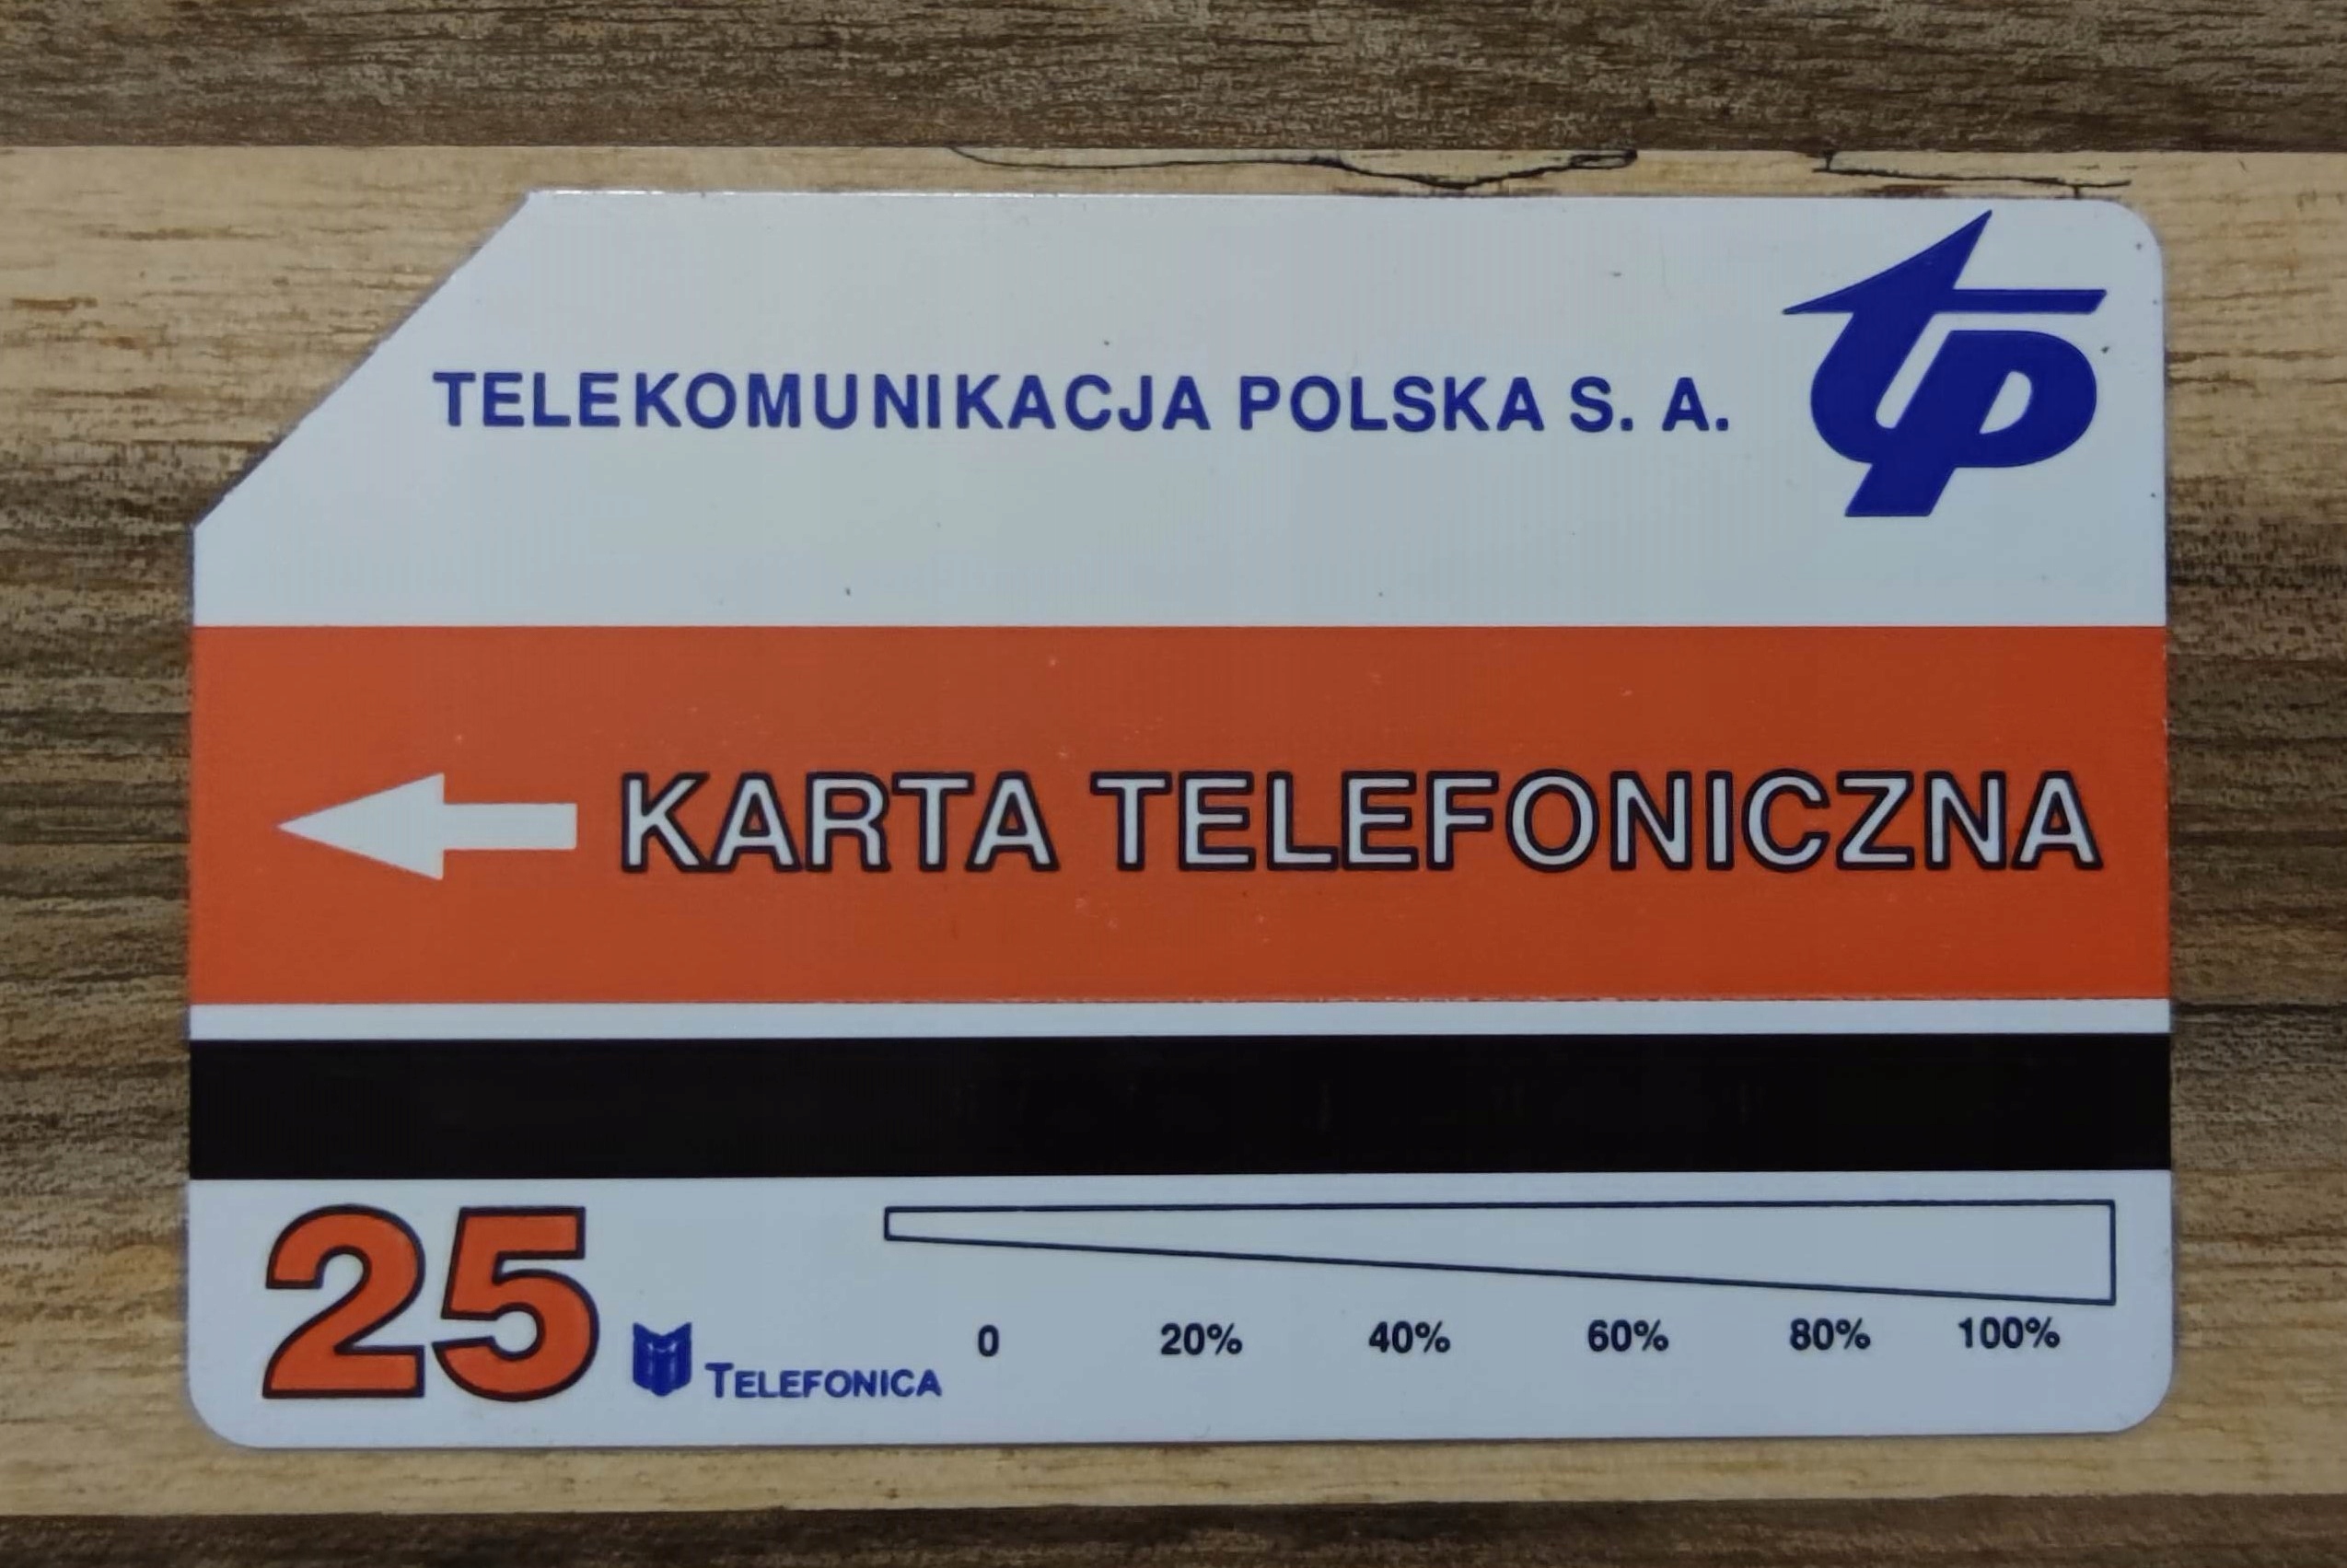 TELEKOMUNIKACJA POLSKA S. A.
tp
KARTA TELEFONICZNA
25
TELEFONICA
0 20% 40% 60% 80% 100%